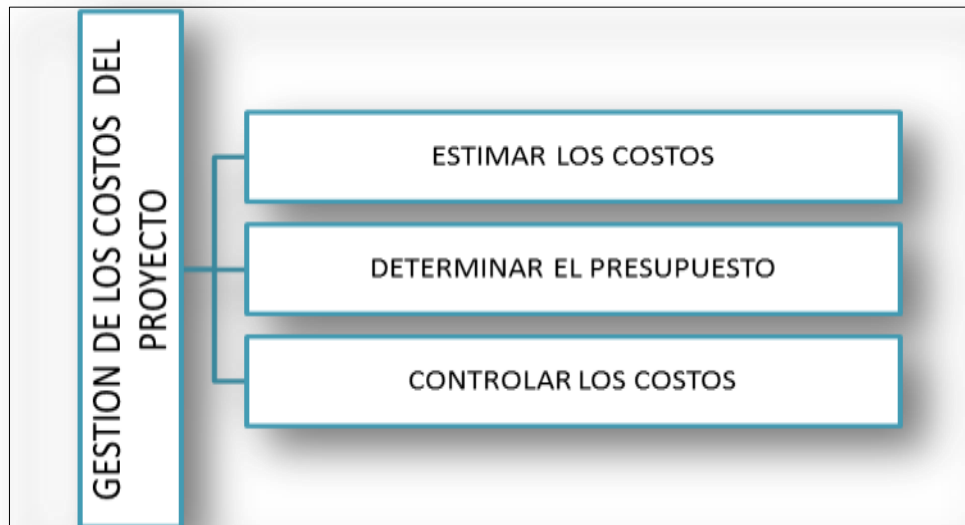 GESTION DE LOS COSTOS DEL
PROYECTO
ESTIMAR LOS COSTOS
DETERMINAR EL PRESUPUESTO
CONTROLAR LOS COSTOS